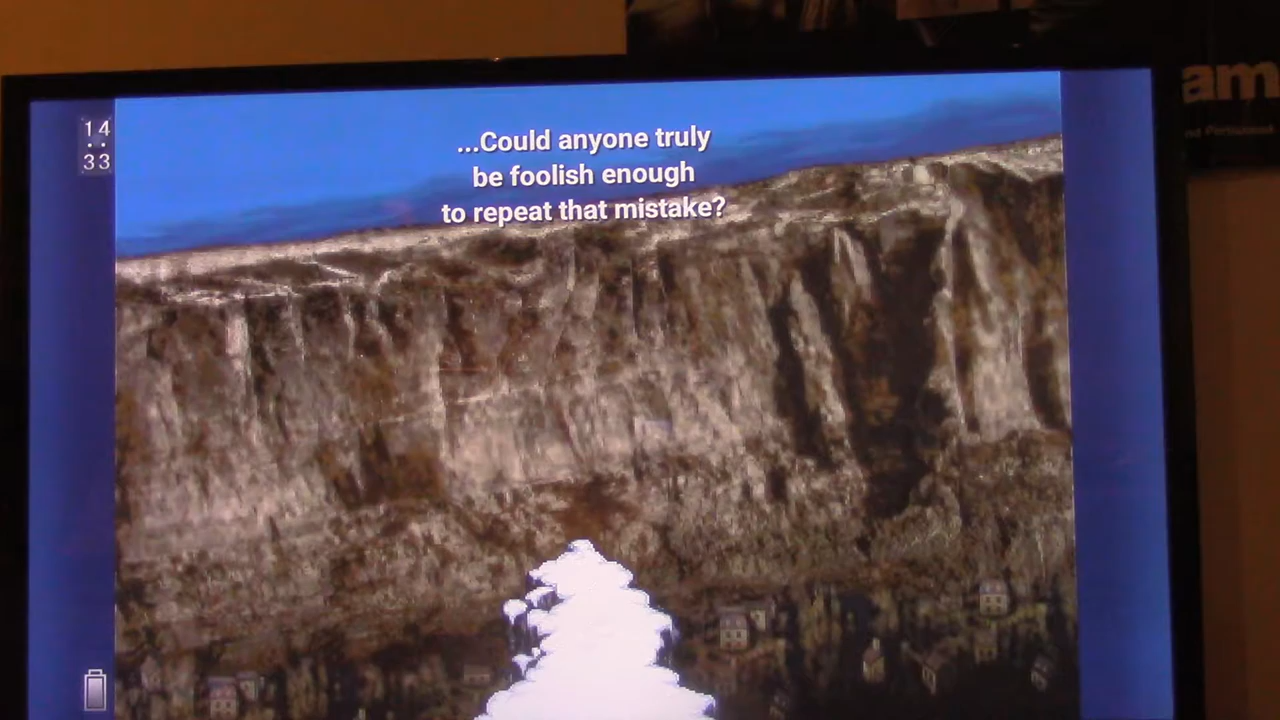 14
33
...Could anyone truly
be foolish enough
to repeat that mistake?
am